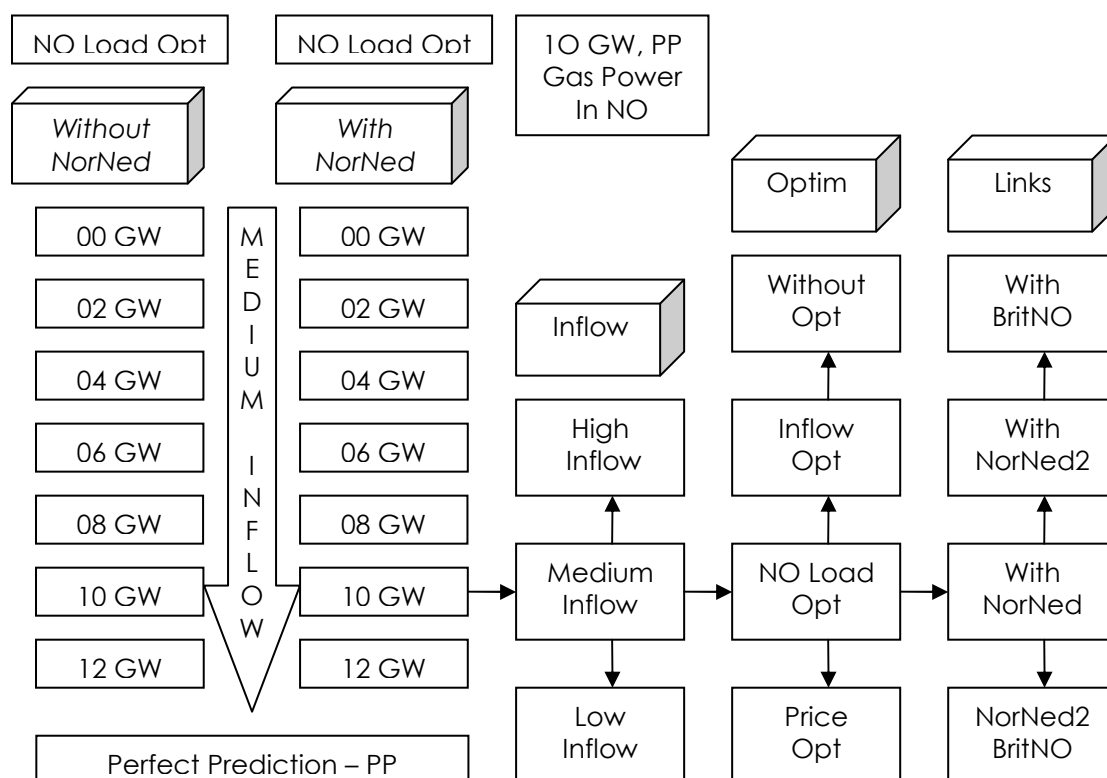 NO Load Opt
NO Load Opt
1O GW, PP
Gas Power
In NO
Without
NorNed
With
NorNed
Optim
Links
00 GW
02 GW
04 GW
06 GW
08 GW
10 GW
12 GW
MEDIUM INFLOW
00 GW
02 GW
04 GW
06 GW
08 GW
10 GW
12 GW
Perfect Prediction – PP
Inflow
High
Inflow
Medium
Inflow
Low
Inflow
Without
Opt
Inflow
Opt
NO Load
Opt
Price
Opt
With
BritNO
With
NorNed2
With
NorNed
NorNed2
BritNO